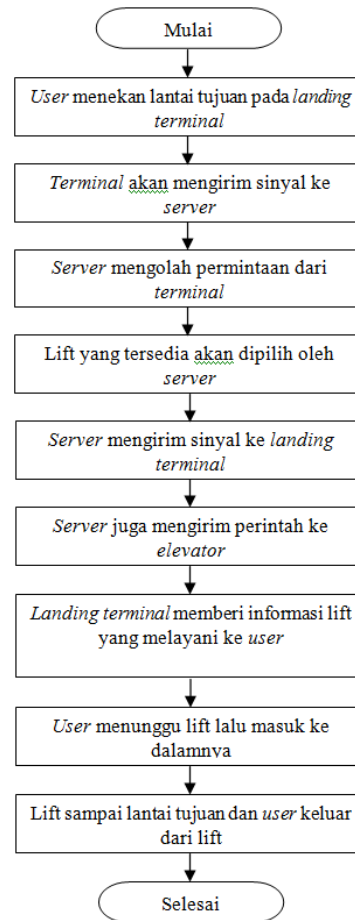 Mulai
User menekan lantai tujuan pada landing
terminal
Terminal akan mengirim sinyal ke
server
Server mengolah permintaan dari
terminal
Lift yang tersedia akan dipilih oleh
server
Server mengirim sinyal ke landing
terminal
Server juga mengirim perintah ke
elevator
Landing terminal memberi informasi lift
yang melayani ke user
User menunggu lift lalu masuk ke
dalamnya
Lift sampai lantai tujuan dan user keluar
dari lift
Selesai